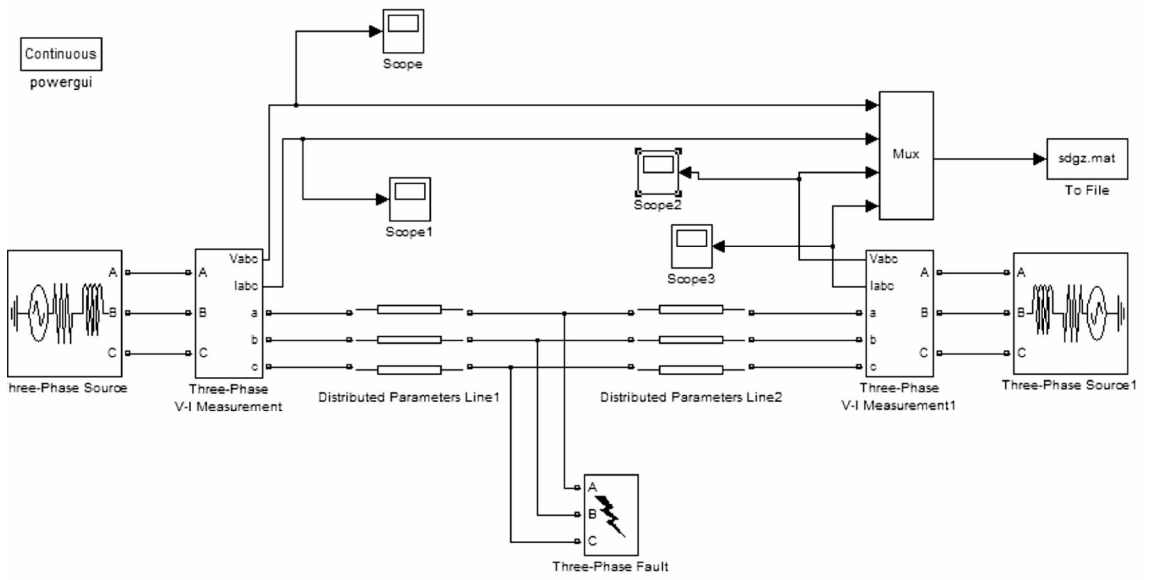 Continuous
powergui
Scope
Scope1
Scope2
Scope3
Mux
sdgz.mat
To File
A
B
C
hree-Phase Source
A
B
C
Vabc
Iabc
a
b
c
Three-Phase
V-I Measurement
Distributed Parameters Line1
Distributed Parameters Line2
Vabc
Iabc
a
b
c
A
B
C
Three-Phase
V-I Measurement1
A
B
C
Three-Phase Source1
A
B
C
Three-Phase Fault